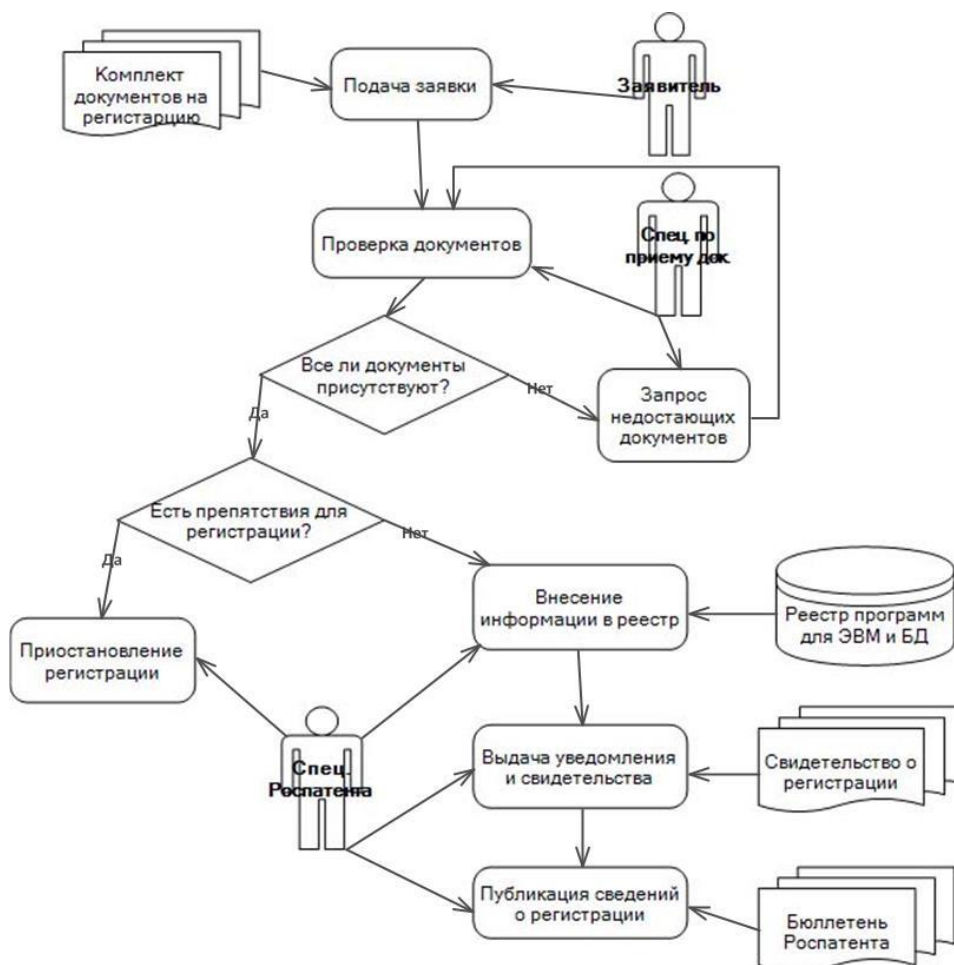 Комплект
документов на
регистарцию
Подача заявки
Заявитель
Проверка документов
Спец. по
приему док.
Все ли документы
присутствуют?
Нет
Запрос
недостающих
документов
Да
Есть препятствия для
регистрации?
Нет
Да
Внесение
информации в реестр
Реестр программ
для ЭВМ и БД
Приостановление
регистрации
Спец.
Роспатента
Выдача уведомления
и свидетельства
Свидетельство о
регистрации
Публикация сведений
о регистрации
Бюллетень
Роспатента